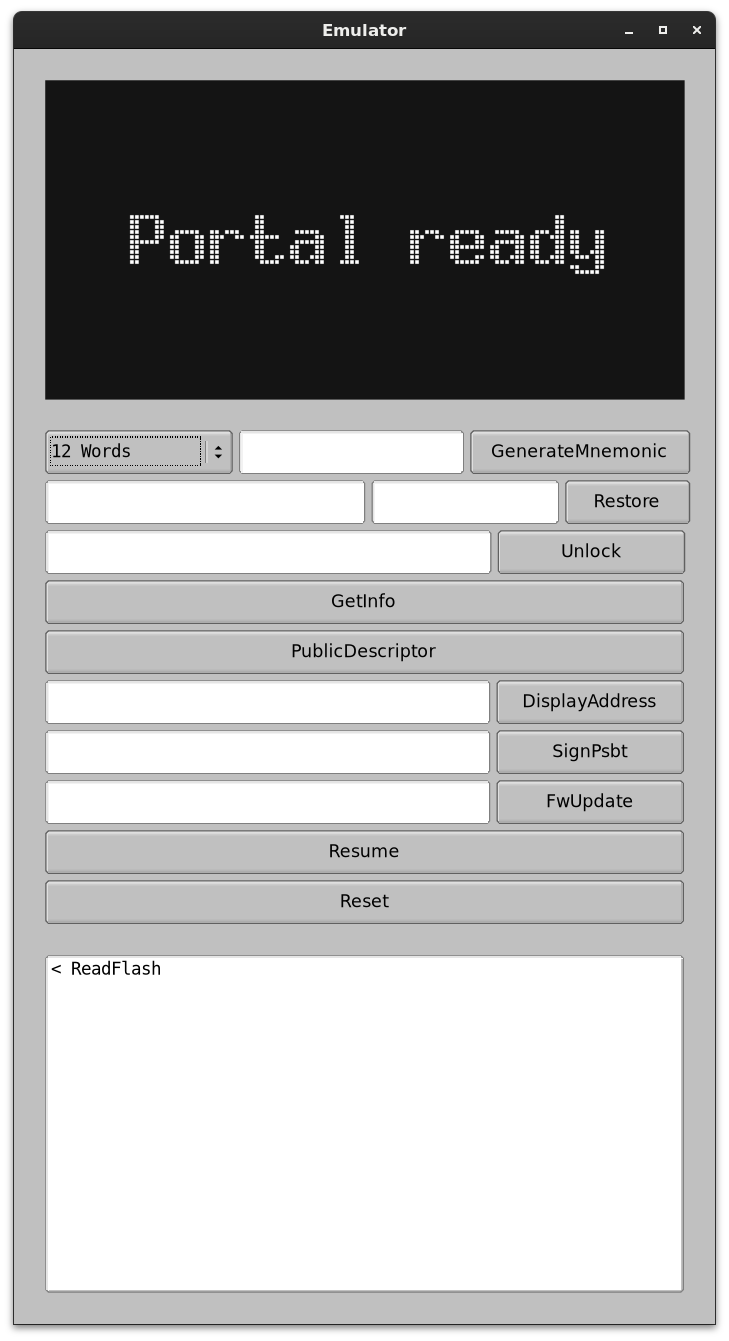 Emulator
Portal ready
12 Words
GenerateMnemonic
Restore
Unlock
GetInfo
PublicDescriptor
DisplayAddress
SignPsbt
FwUpdate
Resume
Reset
< ReadFlash